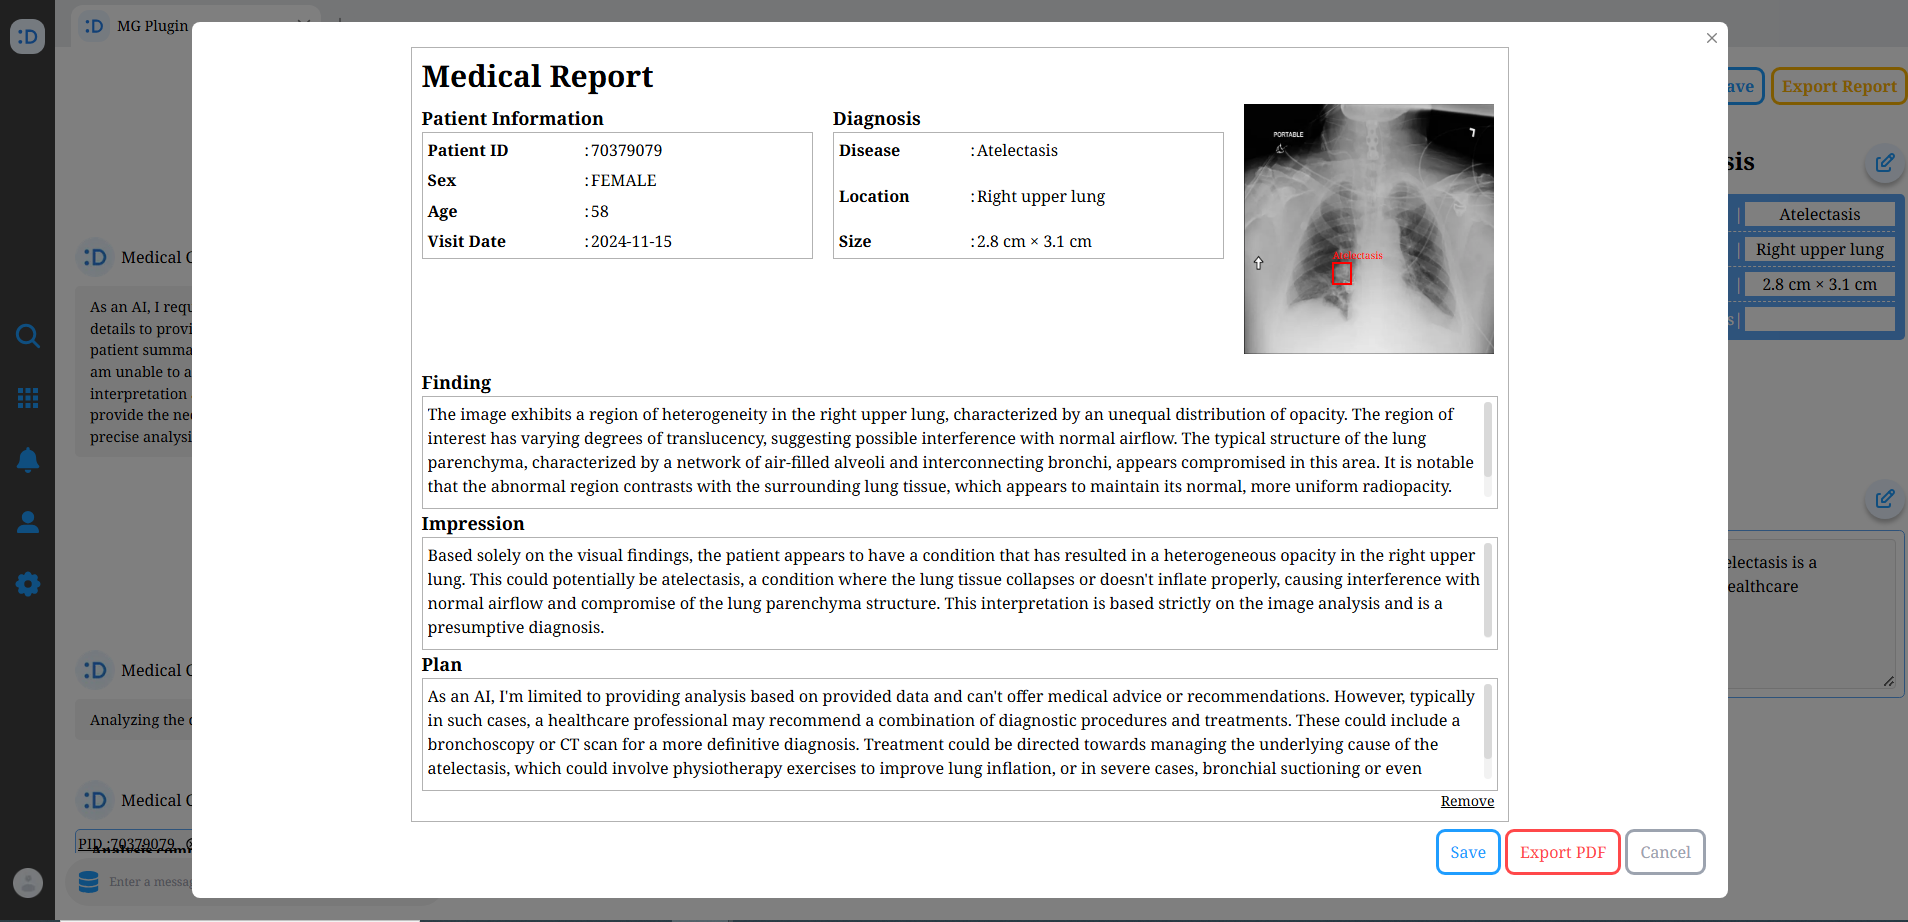 :D
:D MG Plugin
ave
Export Report
sis
Atelectasis
Right upper lung
2.8 cm × 3.1 cm
s
electasis is a
ealthcare
:D Medical
As an AI, I requ
details to provi
patient summa
am unable to a
interpretation
provide the ne
precise analysi
:D Medical
Analyzing the
:D Medical
PID :70379079
Enter a messag
Medical Report
Patient Information
Patient ID :70379079
Sex :FEMALE
Age :58
Visit Date :2024-11-15
Diagnosis
Disease :Atelectasis
Location :Right upper lung
Size :2.8 cm × 3.1 cm
PORTABLE
Atelectasis
Finding
The image exhibits a region of heterogeneity in the right upper lung, characterized by an unequal distribution of opacity. The region of
interest has varying degrees of translucency, suggesting possible interference with normal airflow. The typical structure of the lung
parenchyma, characterized by a network of air-filled alveoli and interconnecting bronchi, appears compromised in this area. It is notable
that the abnormal region contrasts with the surrounding lung tissue, which appears to maintain its normal, more uniform radiopacity.
Impression
Based solely on the visual findings, the patient appears to have a condition that has resulted in a heterogeneous opacity in the right upper
lung. This could potentially be atelectasis, a condition where the lung tissue collapses or doesn't inflate properly, causing interference with
normal airflow and compromise of the lung parenchyma structure. This interpretation is based strictly on the image analysis and is a
presumptive diagnosis.
Plan
As an AI, I'm limited to providing analysis based on provided data and can't offer medical advice or recommendations. However, typically
in such cases, a healthcare professional may recommend a combination of diagnostic procedures and treatments. These could include a
bronchoscopy or CT scan for a more definitive diagnosis. Treatment could be directed towards managing the underlying cause of the
atelectasis, which could involve physiotherapy exercises to improve lung inflation, or in severe cases, bronchial suctioning or even
Remove
Save
Export PDF
Cancel